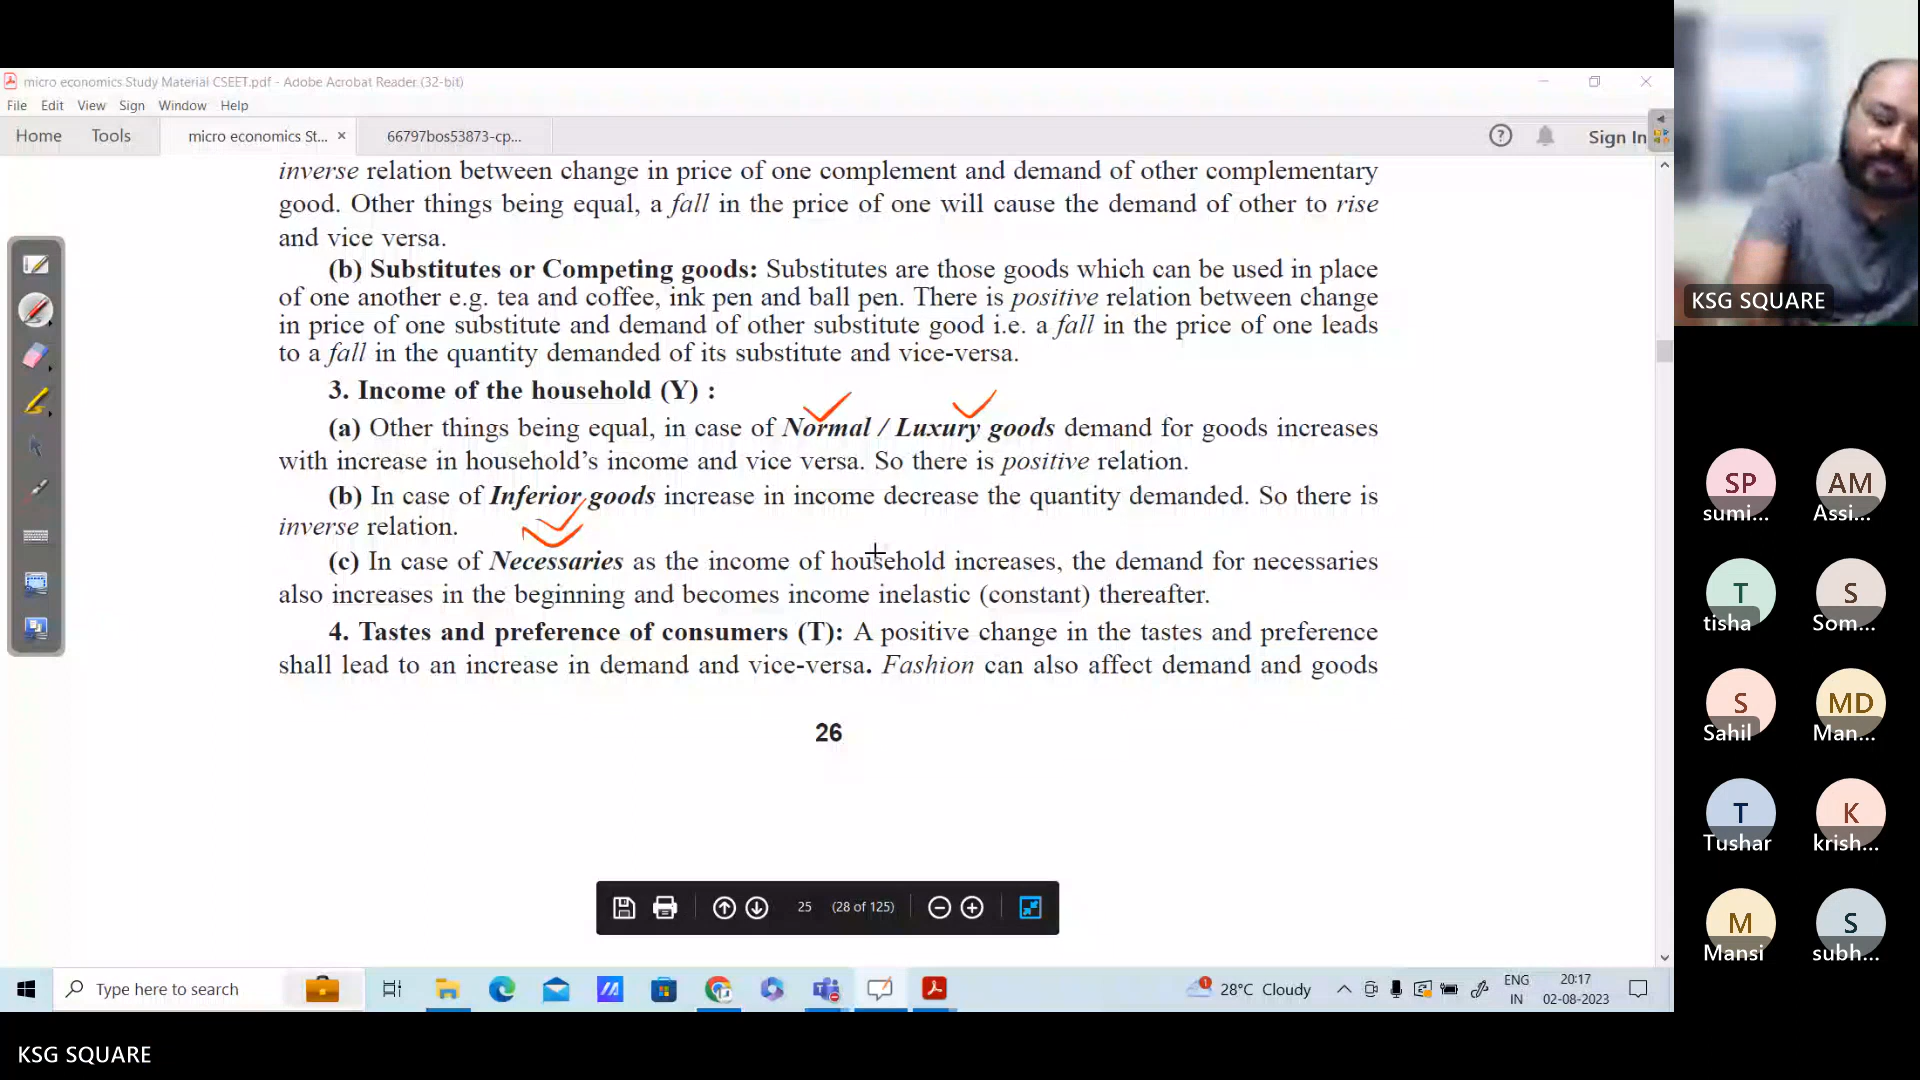 micro economics Study Material CSEET.pdf - Adobe Acrobat Reader (32-bit)
File Edit View Sign Window Help
Home Tools micro economics St... × 66797bos53873-cp... Sign In
inverse relation between change in price of one complement and demand of other complementary
good. Other things being equal, a fall in the price of one will cause the demand of other to rise
and vice versa.
(b) Substitutes or Competing goods: Substitutes are those goods which can be used in place
of one another e.g. tea and coffee, ink pen and ball pen. There is positive relation between change
in price of one substitute and demand of other substitute good i.e. a fall in the price of one leads
to a fall in the quantity demanded of its substitute and vice-versa.
3. Income of the household (Y) :
(a) Other things being equal, in case of Normal / Luxury goods demand for goods increases
with increase in household's income and vice versa. So there is positive relation.
(b) In case of Inferior goods increase in income decrease the quantity demanded. So there is
inverse relation.
(c) In case of Necessaries as the income of household increases, the demand for necessaries
also increases in the beginning and becomes income inelastic (constant) thereafter.
4. Tastes and preference of consumers (T): A positive change in the tastes and preference
shall lead to an increase in demand and vice-versa. Fashion can also affect demand and goods
26
25 (28 of 125)
Type here to search
28°C Cloudy
ENG
IN
20:17
02-08-2023
KSG SQUARE
KSG SQUARE
SP
sumi...
AM
Assi...
T
tisha
S
Som...
S
Sahil
MD
Man...
T
Tushar
K
krish...
M
Mansi
S
subh...